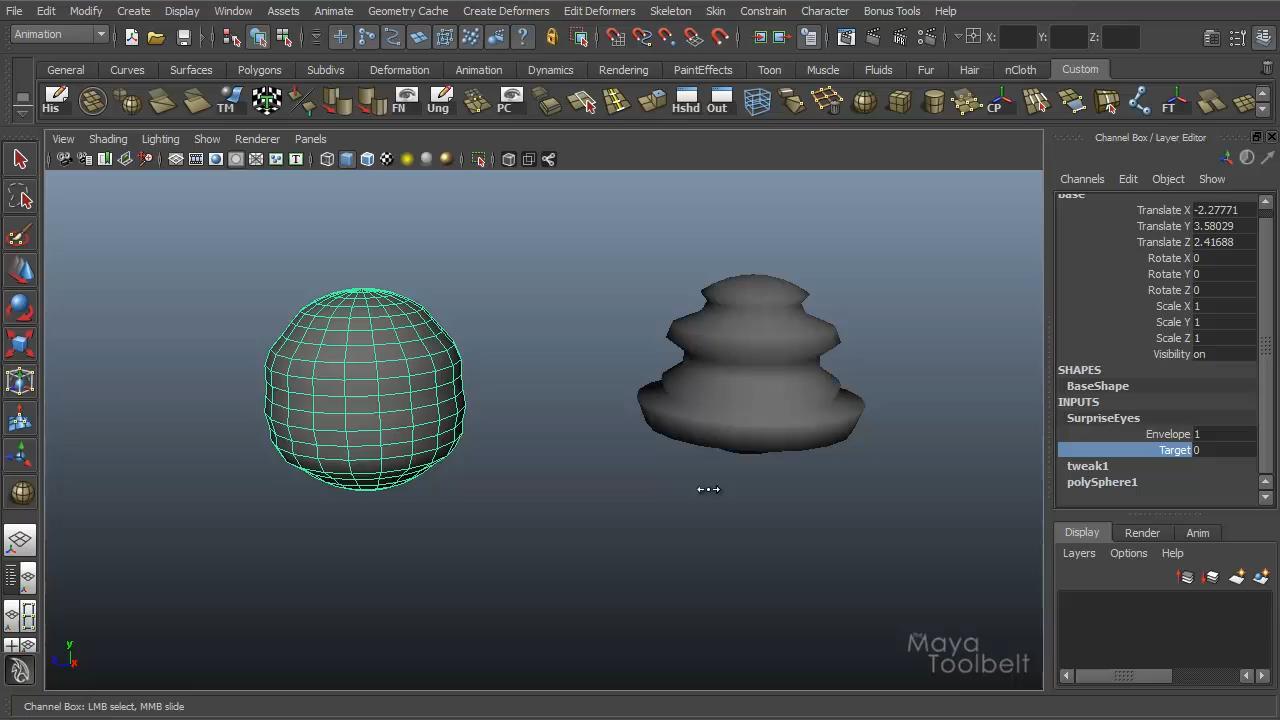 File Edit Modify Create Display Window Assets Animate Geometry Cache Create Deformers Edit Deformers Skeleton Skin Constrain Character Bonus Tools Help
Animation X: Y: Z:
General Curves Surfaces Polygons Subdivs Deformation Animation Dynamics Rendering PaintEffects Toon Muscle Fluids Fur Hair nCloth Custom
His TM FN Ung PC Hshd Out CP FT
View Shading Lighting Show Renderer Panels
Channel Box / Layer Editor
Channels Edit Object Show
Base
Translate X -2.27771
Translate Y 3.58029
Translate Z 2.41688
Rotate X 0
Rotate Y 0
Rotate Z 0
Scale X 1
Scale Y 1
Scale Z 1
Visibility on
SHAPES
BaseShape
INPUTS
SurpriseEyes
Envelope 1
Target 0
tweak1
polySphere1
Display Render Anim
Layers Options Help
y
z x
The Maya
Toolbelt
Channel Box: LMB select, MMB slide